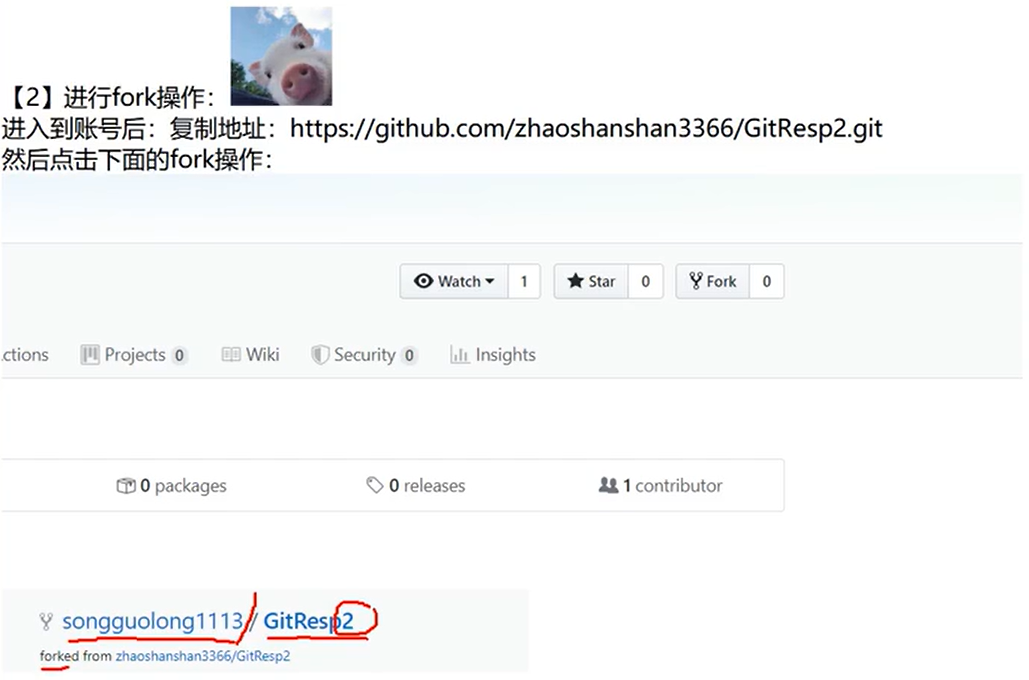 【2】进行fork操作：
进入到账号后：复制地址：https://github.com/zhaoshanshan3366/GitResp2.git
然后点击下面的fork操作：
Watch 1 Star 0 Fork 0
ctions Projects 0 Wiki Security 0 Insights
0 packages 0 releases 1 contributor
songguolong1113 / GitResp2
forked from zhaoshanshan3366/GitResp2